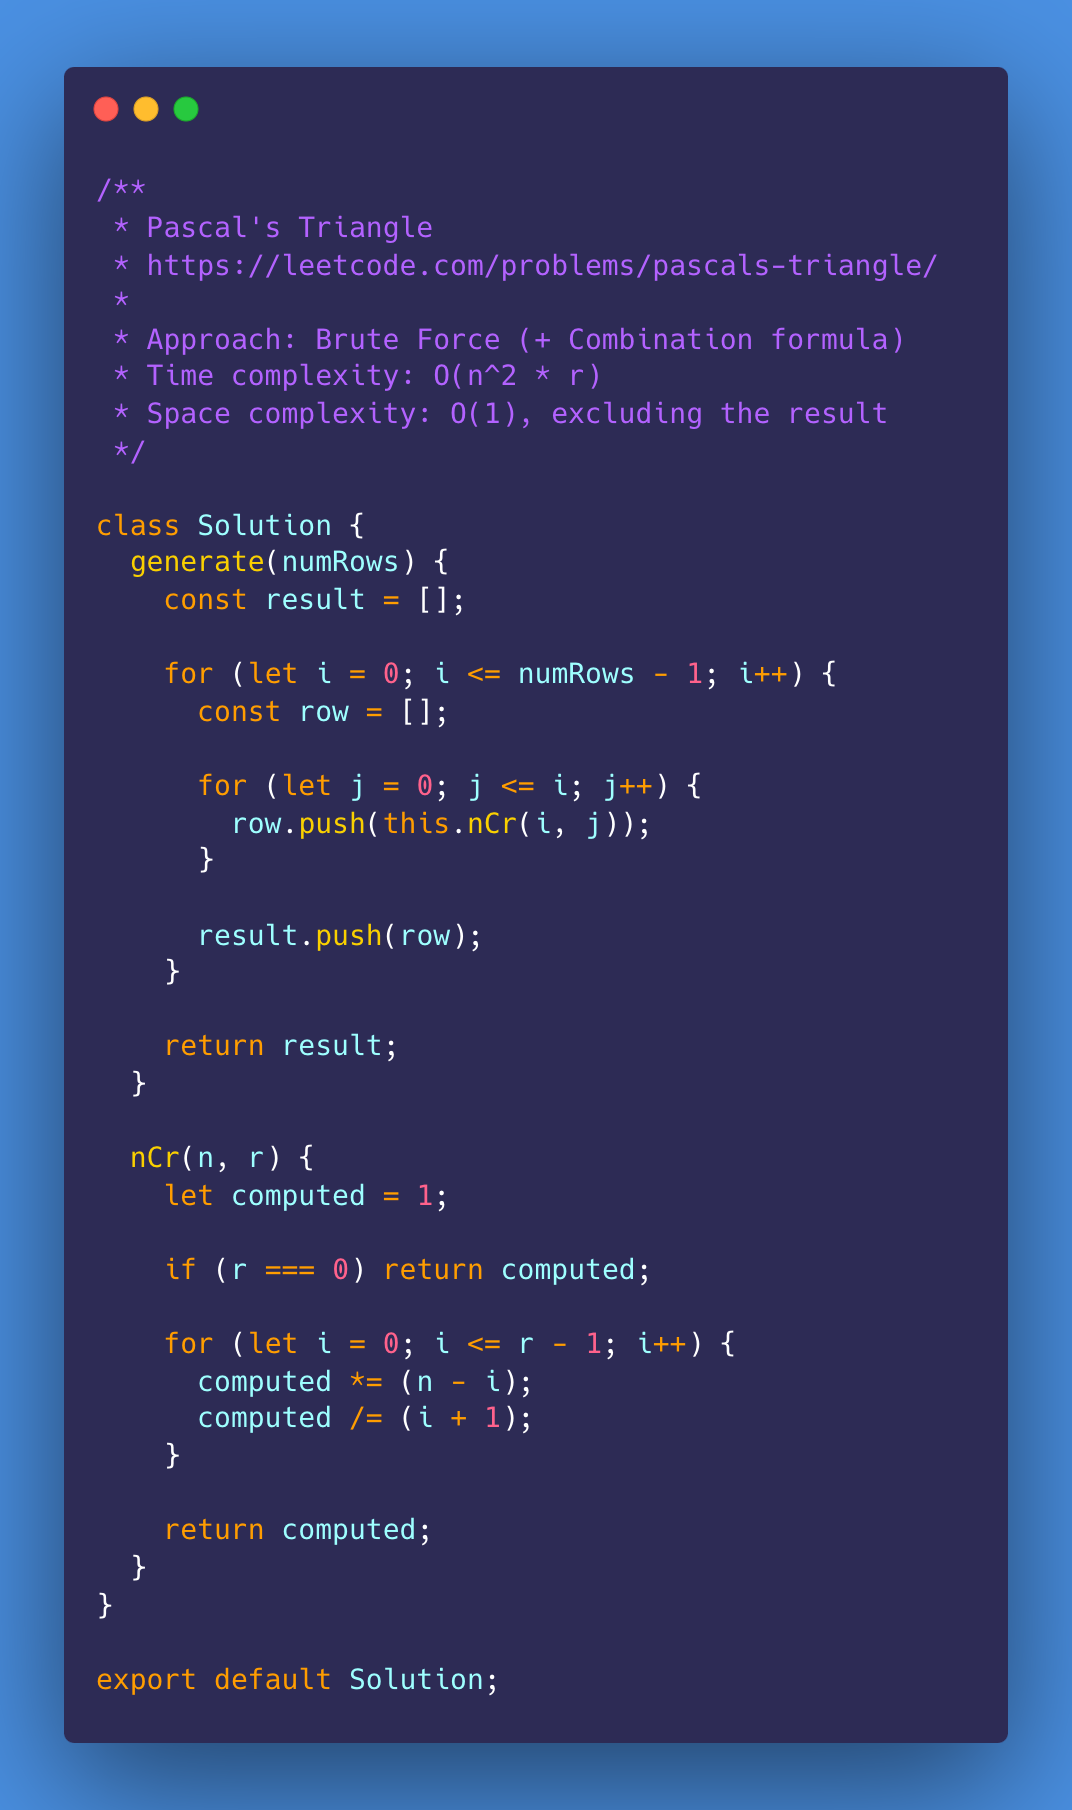 /**
 * Pascal's Triangle
 * https://leetcode.com/problems/pascals-triangle/
 *
 * Approach: Brute Force (+ Combination formula)
 * Time complexity: O(n^2 * r)
 * Space complexity: O(1), excluding the result
 */

class Solution {
  generate(numRows) {
    const result = [];

    for (let i = 0; i <= numRows - 1; i++) {
      const row = [];

      for (let j = 0; j <= i; j++) {
        row.push(this.nCr(i, j));
      }

      result.push(row);
    }

    return result;
  }

  nCr(n, r) {
    let computed = 1;

    if (r === 0) return computed;

    for (let i = 0; i <= r - 1; i++) {
      computed *= (n - i);
      computed /= (i + 1);
    }

    return computed;
  }
}

export default Solution;